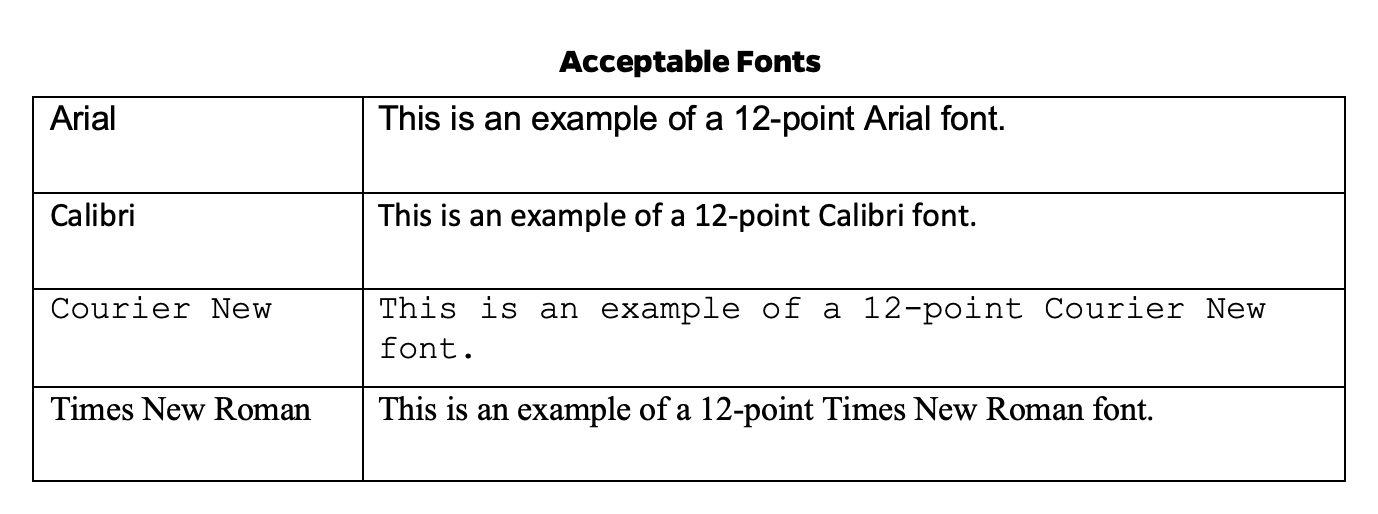 Acceptable Fonts
Arial
This is an example of a 12-point Arial font.
Calibri
This is an example of a 12-point Calibri font.
Courier New
This is an example of a 12-point Courier New
font.
Times New Roman
This is an example of a 12-point Times New Roman font.